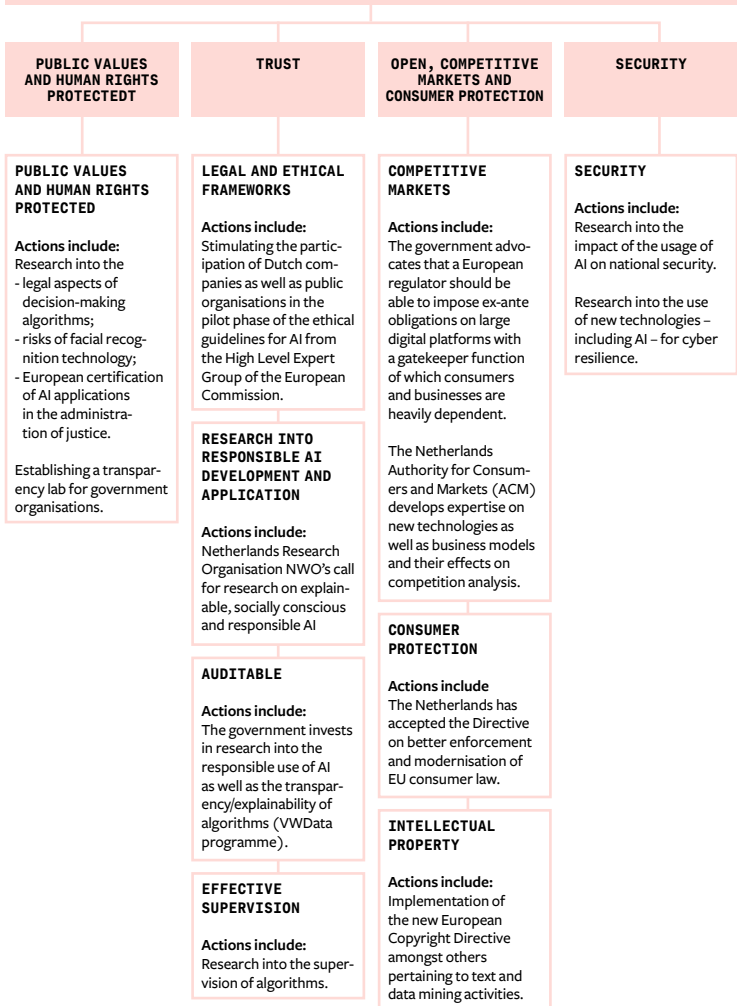 PUBLIC VALUES
AND HUMAN RIGHTS
PROTECTEDT
PUBLIC VALUES
AND HUMAN RIGHTS
PROTECTED
Actions include:
Research into the
- legal aspects of
decision-making
algorithms;
- risks of facial recog-
nition technology;
- European certification
of AI applications
in the administra-
tion of justice.
Establishing a transpar-
ency lab for government
organisations.
TRUST
LEGAL AND ETHICAL
FRAMEWORKS
Actions include:
Stimulating the partic-
ipation of Dutch com-
panies as well as public
organisations in the
pilot phase of the ethical
guidelines for AI from
the High Level Expert
Group of the European
Commission.
RESEARCH INTO
RESPONSIBLE AI
DEVELOPMENT AND
APPLICATION
Actions include:
Netherlands Research
Organisation NWO's call
for research on explain-
able, socially conscious
and responsible AI
AUDITABLE
Actions include:
The government invests
in research into the
responsible use of AI
as well as the transpar-
ency/explainability of
algorithms (VWData
programme).
EFFECTIVE
SUPERVISION
Actions include:
Research into the super-
vision of algorithms.
OPEN, COMPETITIVE
MARKETS AND
CONSUMER PROTECTION
COMPETITIVE
MARKETS
Actions include:
The government advo-
cates that a European
regulator should be
able to impose ex-ante
obligations on large
digital platforms with
a gatekeeper function
of which consumers
and businesses are
heavily dependent.
The Netherlands
Authority for Consum-
ers and Markets (ACM)
develops expertise on
new technologies as
well as business models
and their effects on
competition analysis.
CONSUMER
PROTECTION
Actions include
The Netherlands has
accepted the Directive
on better enforcement
and modernisation of
EU consumer law.
INTELLECTUAL
PROPERTY
Actions include:
Implementation of
the new European
Copyright Directive
amongst others
pertaining to text and
data mining activities.
SECURITY
SECURITY
Actions include:
Research into the
impact of the usage of
AI on national security.
Research into the use
of new technologies –
including AI – for cyber
resilience.